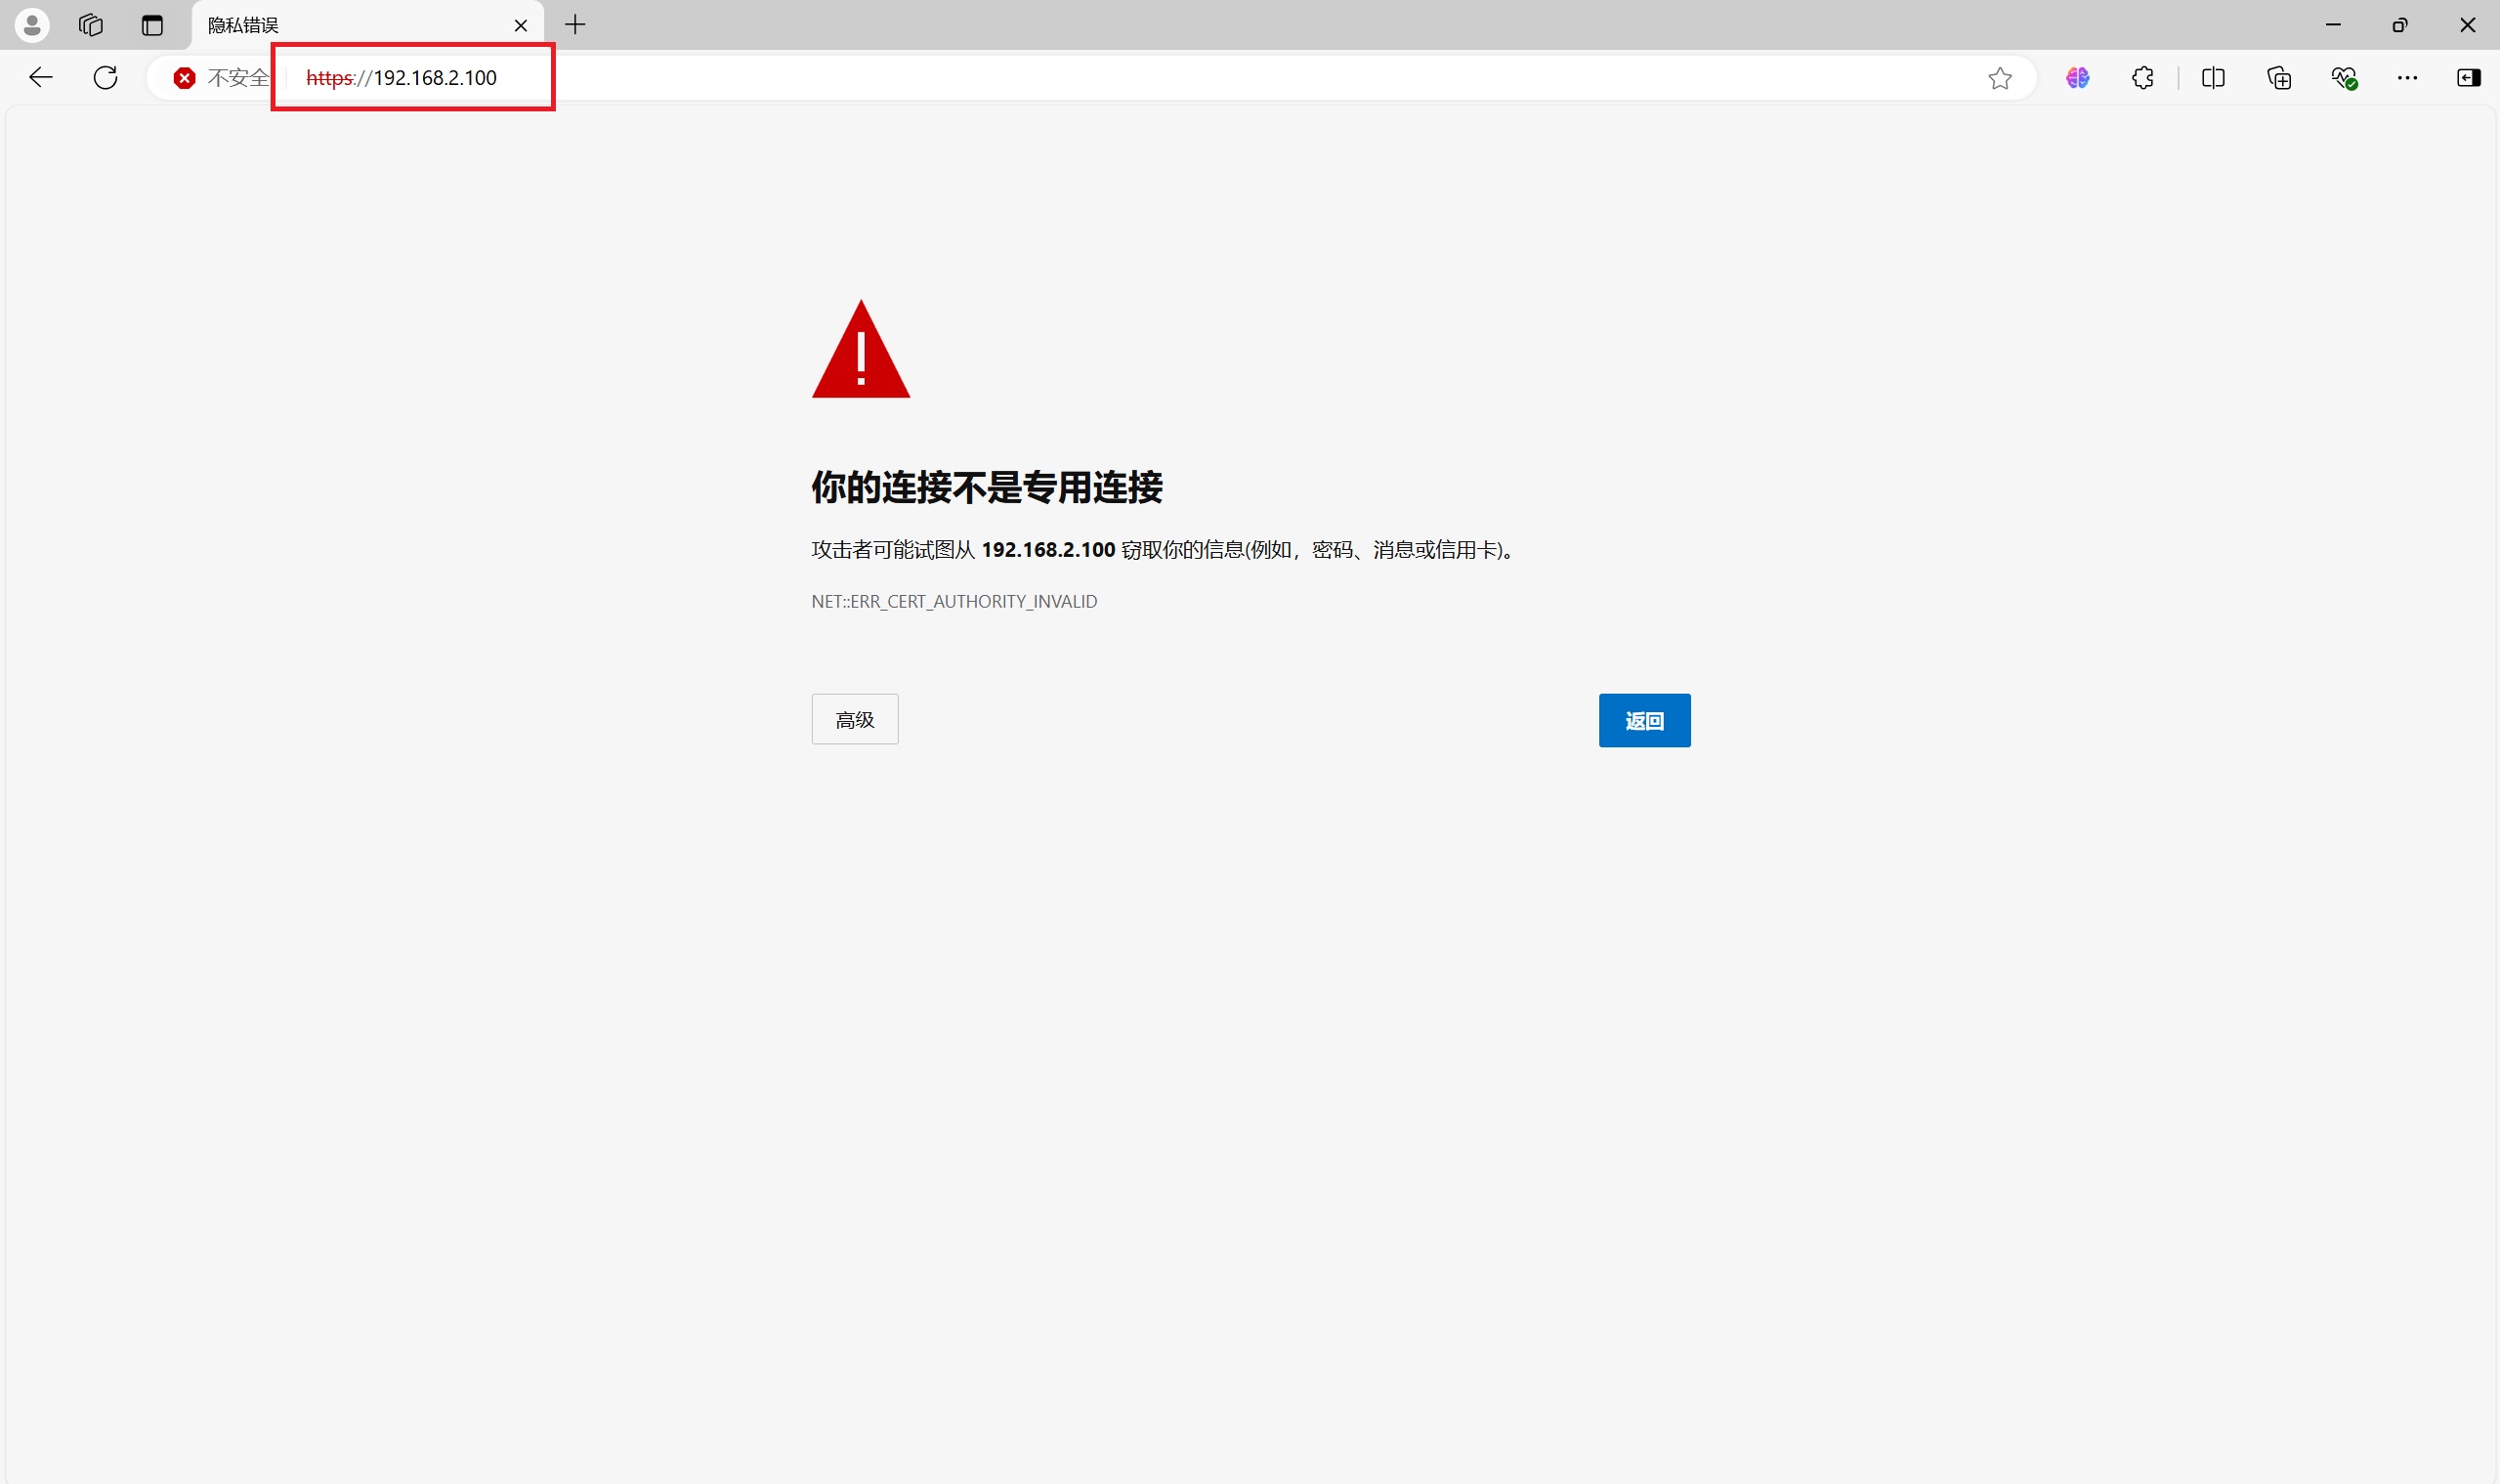 隐私错误
不安全 https://192.168.2.100
你的连接不是专用连接
攻击者可能试图从 192.168.2.100 窃取你的信息(例如，密码、消息或信用卡)。
NET::ERR_CERT_AUTHORITY_INVALID
高级
返回